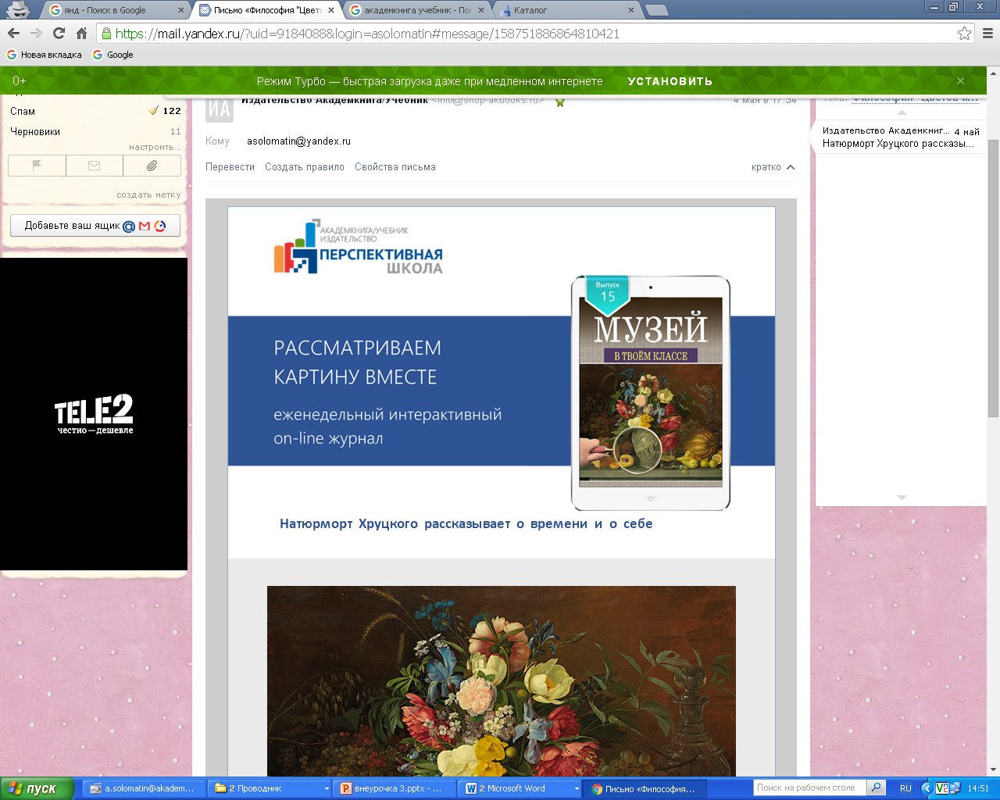 янд - Поиск в Google
Письмо «Философия "Цвето
академкнига учебник - По
Каталог
https://mail.yandex.ru/?uid=9184088&login=asolomatin#message/158751886864810421
Новая вкладка
Google
0+
Режим Турбо — быстрая загрузка даже при медленном интернете
УСТАНОВИТЬ
Спам
122
Черновики
11
настроить...
создать метку
Добавьте ваш ящик
TELE2
честно — дешевле
ИА
Издательство Академкнига/Учебник <info@shop-akbooks.ru>
4 мая в 17:34
Кому
asolomatin@yandex.ru
Перевести
Создать правило
Свойства письма
кратко
АКАДЕМКНИГА/УЧЕБНИК
ИЗДАТЕЛЬСТВО
ПЕРСПЕКТИВНАЯ
ШКОЛА
РАССМАТРИВАЕМ
КАРТИНУ ВМЕСТЕ
еженедельный интерактивный
on-line журнал
Выпуск
15
МУЗЕЙ
В ТВОЁМ КЛАССЕ
Натюрморт Хруцкого рассказывает о времени и о себе
Тема: Философия "Цветов и...
Издательство Академкниг...
4 май
Натюрморт Хруцкого рассказы...
пуск
a.solomatin@akadem...
2 Проводник
внеурочка 3.pptx - ...
2 Microsoft Word
Письмо «Философия...
Поиск на рабочем столе
RU
14:51